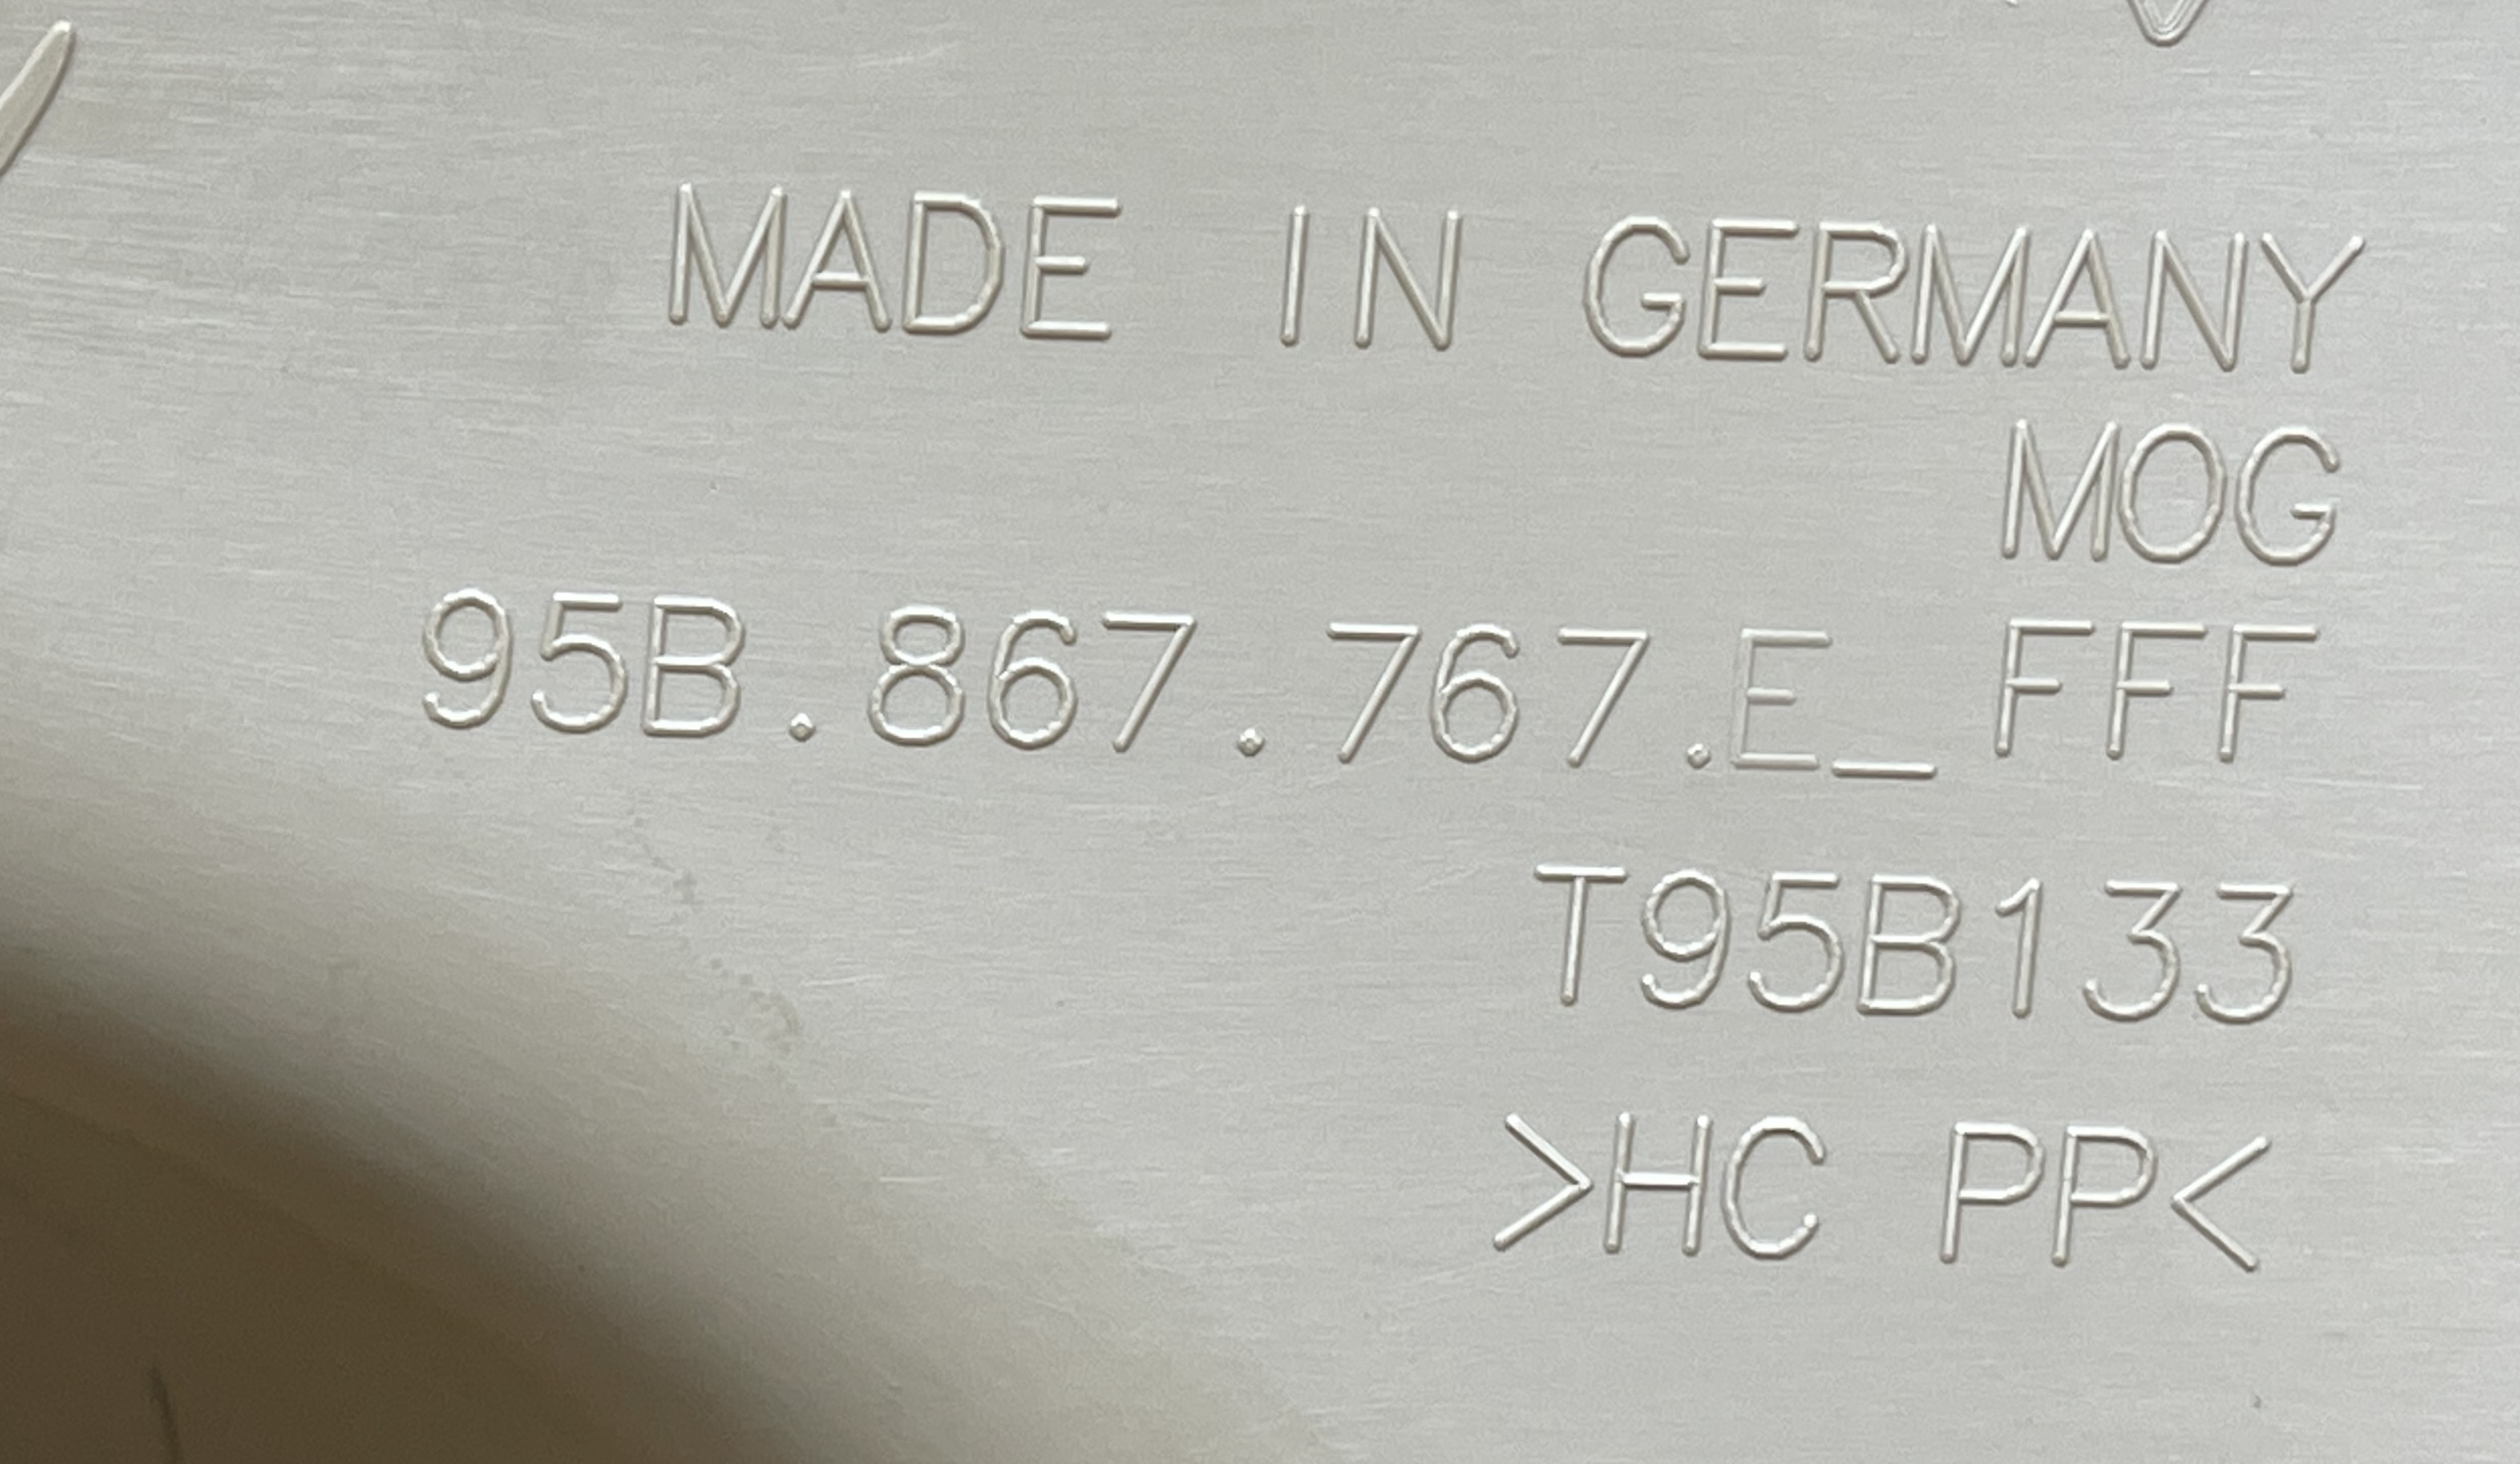 MADE IN GERMANY
MOG
95B.867.767.E_FFF
T95B133
>HC PP<